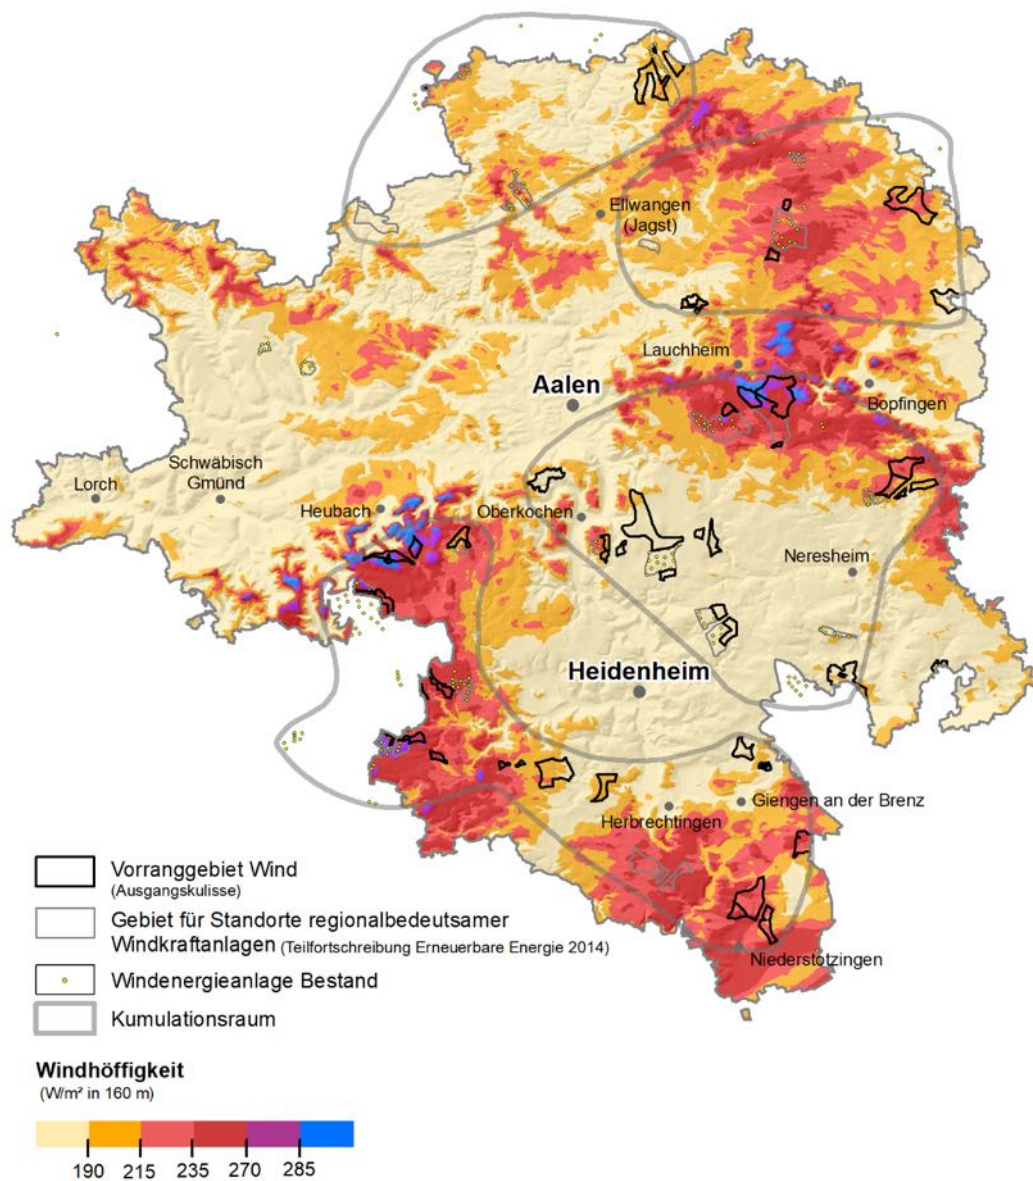 Ellwangen
(Jagst)
Lauchheim
Aalen
Bopfingen
Schwäbisch
Gmünd
Lorch
Heubach
Oberkochen
Neresheim
Heidenheim
Giengen an der Brenz
Herbrechtingen
Niederstotzingen
Vorranggebiet Wind
(Ausgangskulisse)
Gebiet für Standorte regionalbedeutsamer
Windkraftanlagen (Teilfortschreibung Erneuerbare Energie 2014)
Windenergieanlage Bestand
Kumulationsraum
Windhöffigkeit
(W/m² in 160 m)
190 215 235 270 285